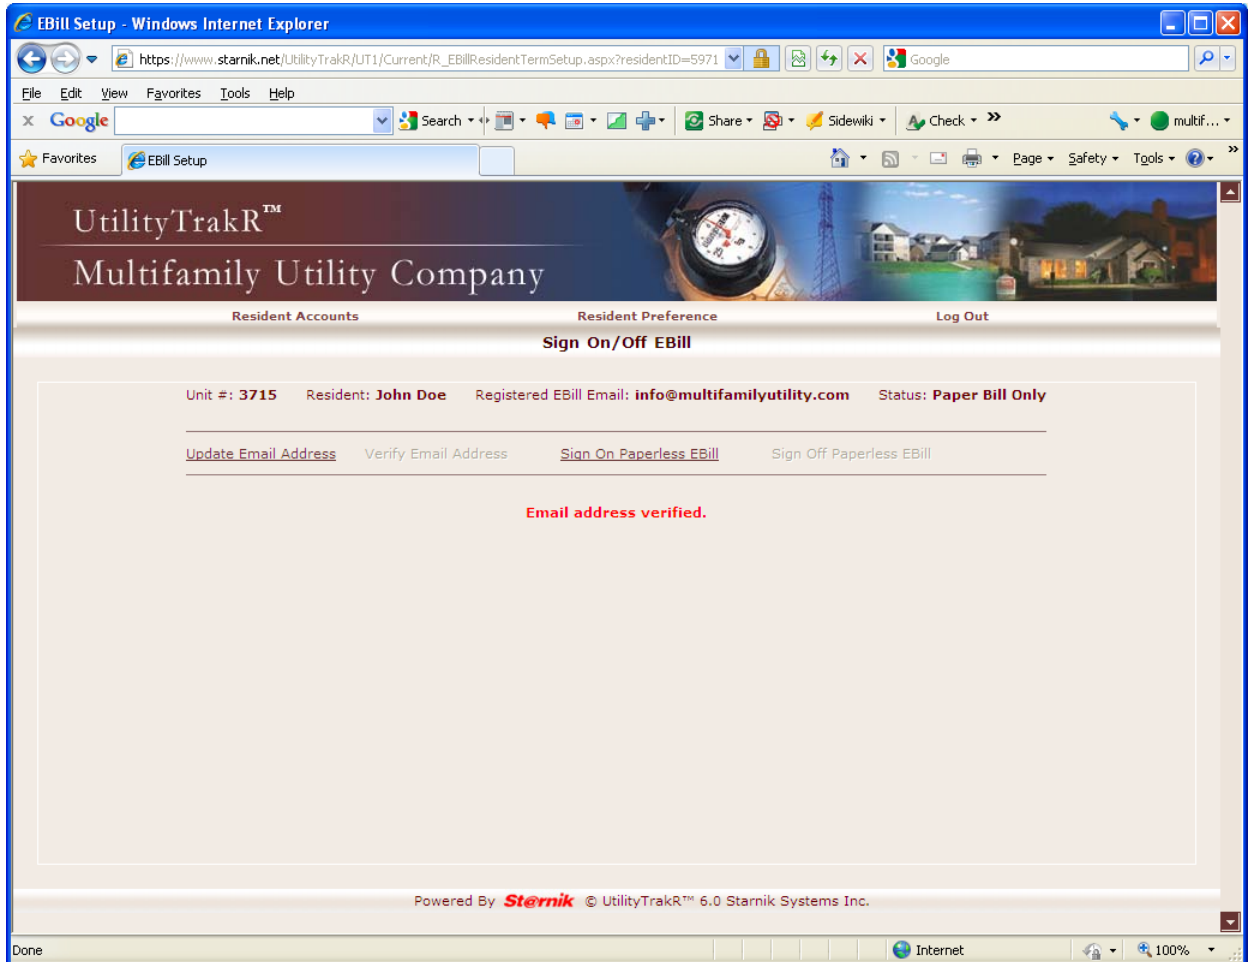 EBill Setup - Windows Internet Explorer
https://www.starnik.net/UtilityTrakR/UT1/Current/R_EBillResidentTermSetup.aspx?residentID=5971 Google
File Edit View Favorites Tools Help
x Google Search Share Sidewiki Check » multif...
Favorites EBill Setup Page Safety Tools »
UtilityTrakR™
Multifamily Utility Company
Resident Accounts Resident Preference Log Out
Sign On/Off EBill
Unit #: 3715 Resident: John Doe Registered EBill Email: info@multifamilyutility.com Status: Paper Bill Only
Update Email Address Verify Email Address Sign On Paperless EBill Sign Off Paperless EBill
Email address verified.
Powered By St@rnik © UtilityTrakR™ 6.0 Starnik Systems Inc.
Done Internet 100%